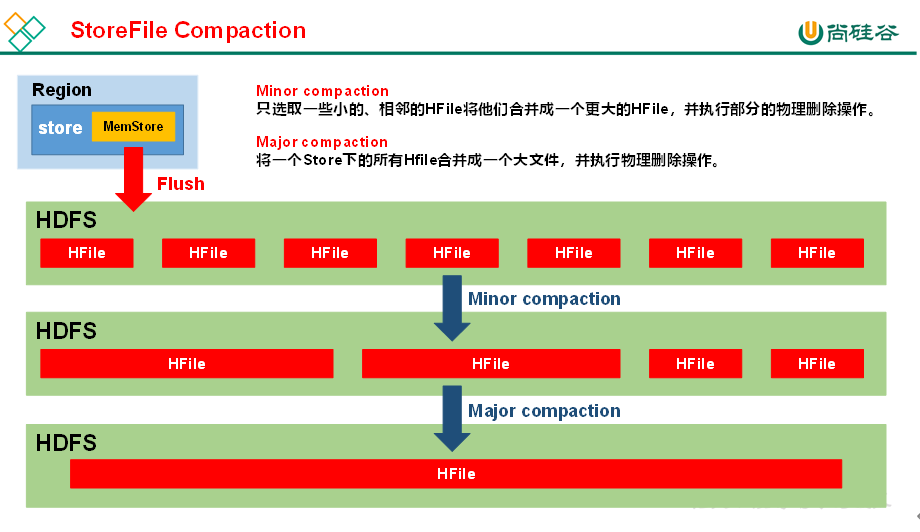 StoreFile Compaction
尚硅谷
Region
store
MemStore
Flush
Minor compaction
只选取一些小的、相邻的HFile将他们合并成一个更大的HFile，并执行部分的物理删除操作。
Major compaction
将一个Store下的所有Hfile合并成一个大文件，并执行物理删除操作。
HDFS
HFile HFile HFile HFile HFile HFile HFile
Minor compaction
HDFS
HFile HFile HFile HFile
Major compaction
HDFS
HFile